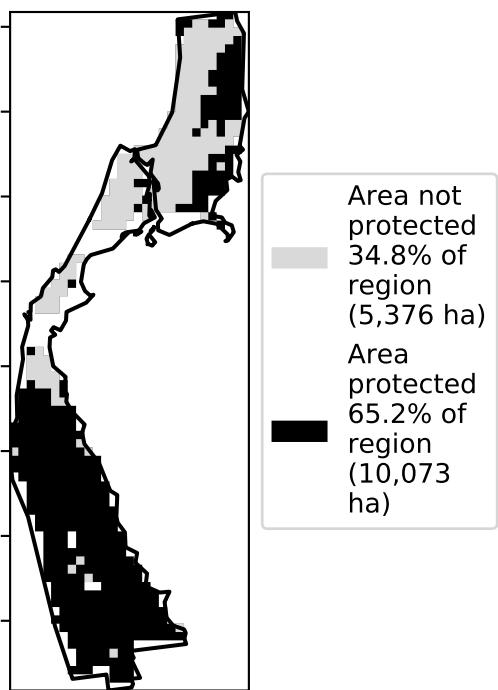 Area not
protected
34.8% of
region
(5,376 ha)
Area
protected
65.2% of
region
(10,073
ha)